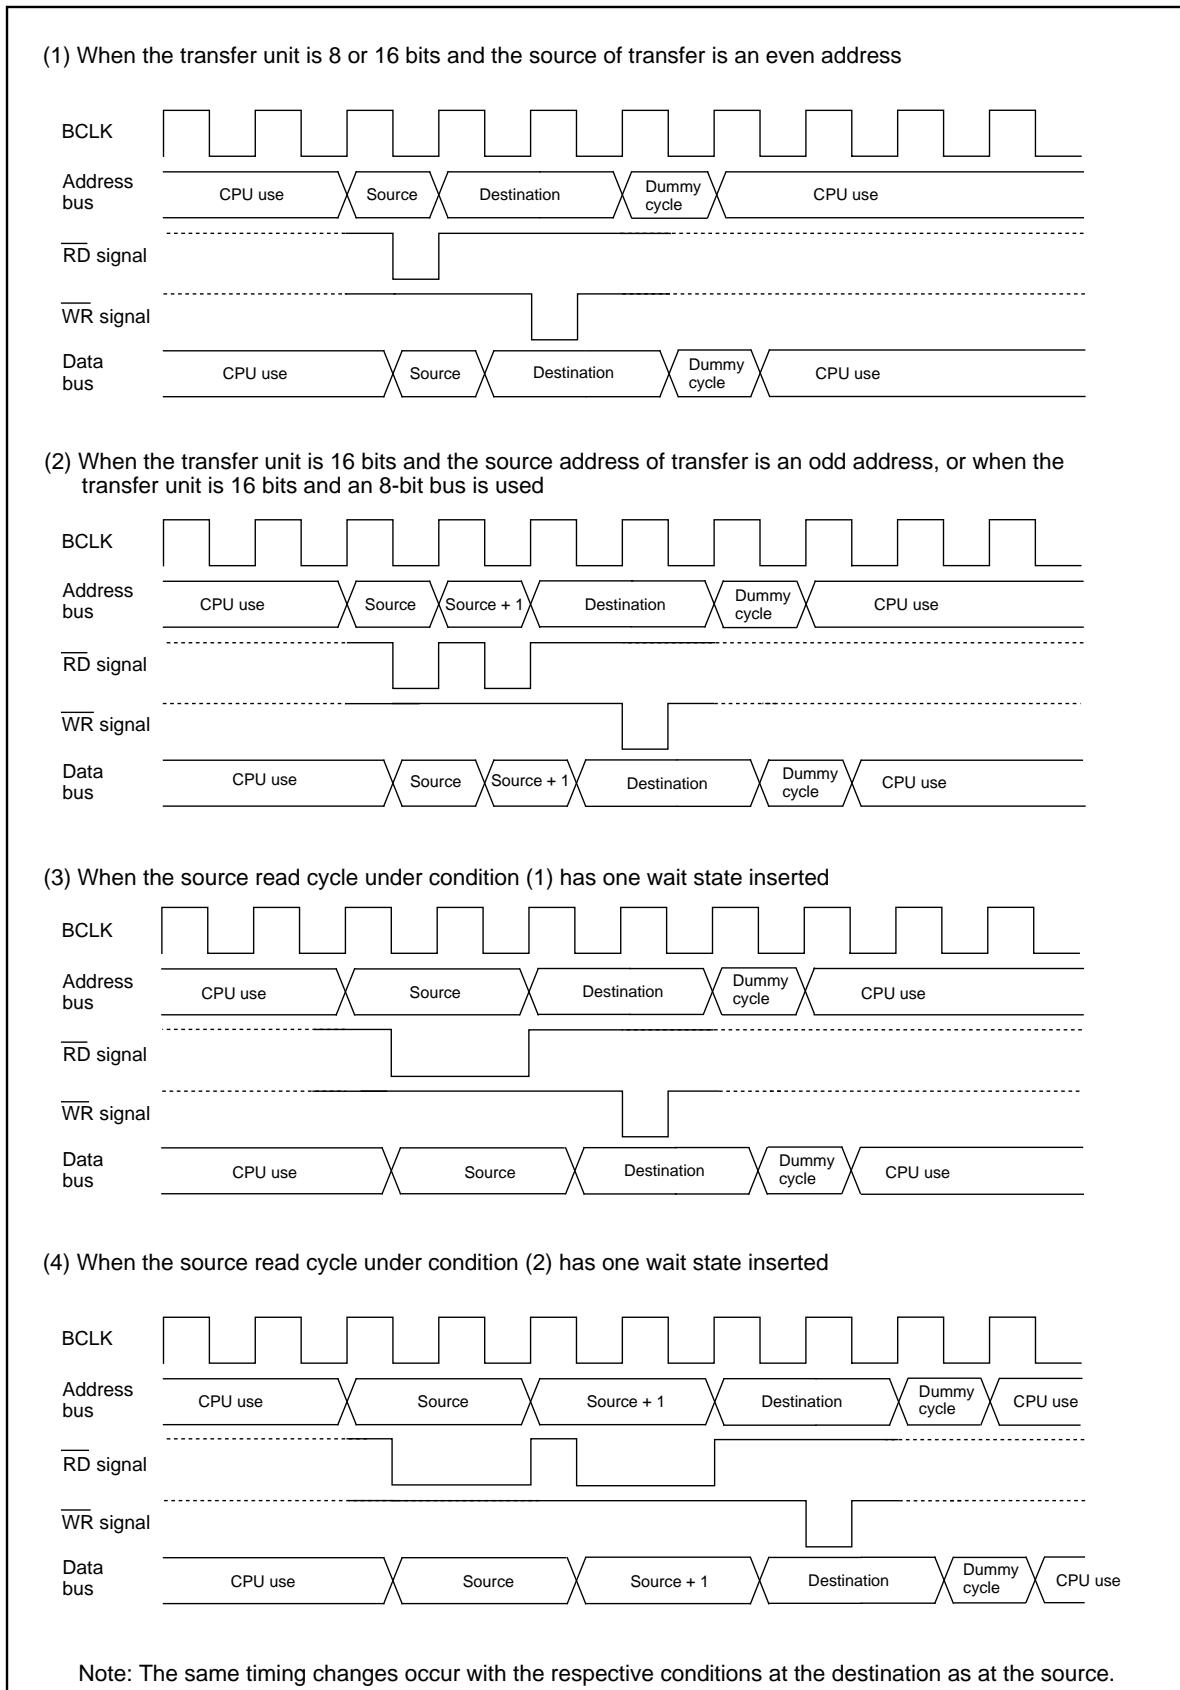 (1) When the transfer unit is 8 or 16 bits and the source of transfer is an even address
BCLK
Address
bus
CPU use
Source
Destination
Dummy
cycle
CPU use
RD signal
WR signal
Data
bus
CPU use
Source
Destination
Dummy
cycle
CPU use
(2) When the transfer unit is 16 bits and the source address of transfer is an odd address, or when the
transfer unit is 16 bits and an 8-bit bus is used
BCLK
Address
bus
CPU use
Source
Source + 1
Destination
Dummy
cycle
CPU use
RD signal
WR signal
Data
bus
CPU use
Source
Source + 1
Destination
Dummy
cycle
CPU use
(3) When the source read cycle under condition (1) has one wait state inserted
BCLK
Address
bus
CPU use
Source
Destination
Dummy
cycle
CPU use
RD signal
WR signal
Data
bus
CPU use
Source
Destination
Dummy
cycle
CPU use
(4) When the source read cycle under condition (2) has one wait state inserted
BCLK
Address
bus
CPU use
Source
Source + 1
Destination
Dummy
cycle
CPU use
RD signal
WR signal
Data
bus
CPU use
Source
Source + 1
Destination
Dummy
cycle
CPU use
Note: The same timing changes occur with the respective conditions at the destination as at the source.